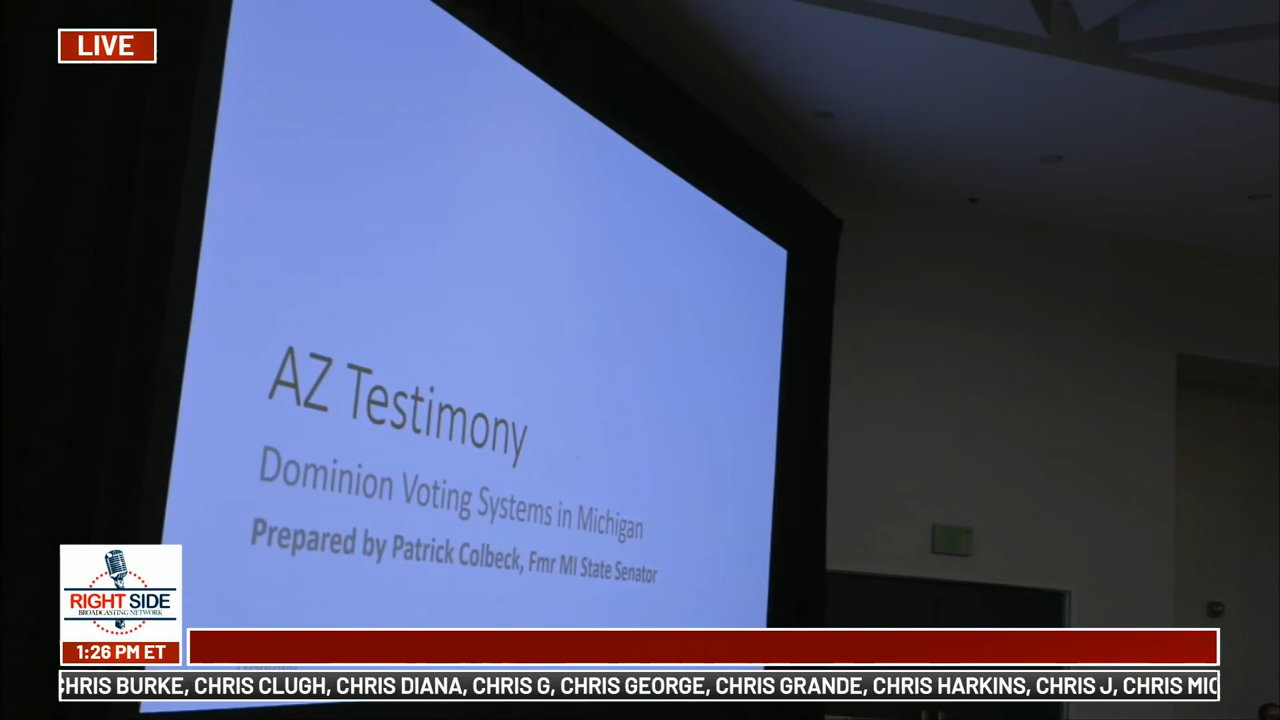 LIVE
AZ Testimony
Dominion Voting Systems in Michigan
Prepared by Patrick Colbeck, Fmr MI State Senator
RIGHT SIDE
BROADCASTING NETWORK
1:26 PM ET
CHRIS BURKE, CHRIS CLUGH, CHRIS DIANA, CHRIS G, CHRIS GEORGE, CHRIS GRANDE, CHRIS HARKINS, CHRIS J, CHRIS